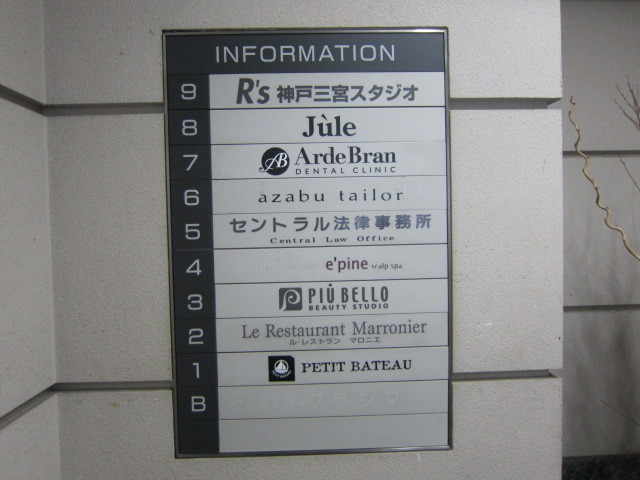 INFORMATION
9 R's 神戸三宮スタジオ
8 Jùle
7 AB ArdeBran
DENTAL CLINIC
6 azabu tailor
5 セントラル法律事務所
Central Law Office
4 e'pine scalp spa
3 PIÙ BELLO
BEAUTY STUDIO
2 Le Restaurant Marronier
ル・レストラン マロニエ
1 PETIT BATEAU
B